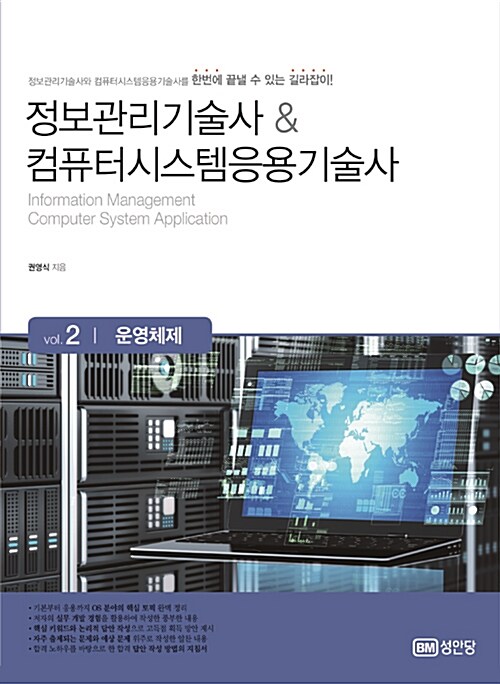 정보관리기술사와 컴퓨터시스템응용기술사를 한번에 끝낼 수 있는 길라잡이!
정보관리기술사 &
컴퓨터시스템응용기술사
Information Management
Computer System Application
권영식 지음
vol. 2 | 운영체제
• 기본부터 응용까지 OS 분야의 핵심 토픽 완벽 정리
• 저자의 실무 개발 경험을 활용하여 작성한 풍부한 내용
• 핵심 키워드와 논리적 답안 작성으로 고득점 획득 방안 제시
• 자주 출제되는 문제와 예상 문제 위주로 작성한 알찬 내용
• 합격 노하우를 바탕으로 한 합격 답안 작성 방법의 지침서
BM 성안당